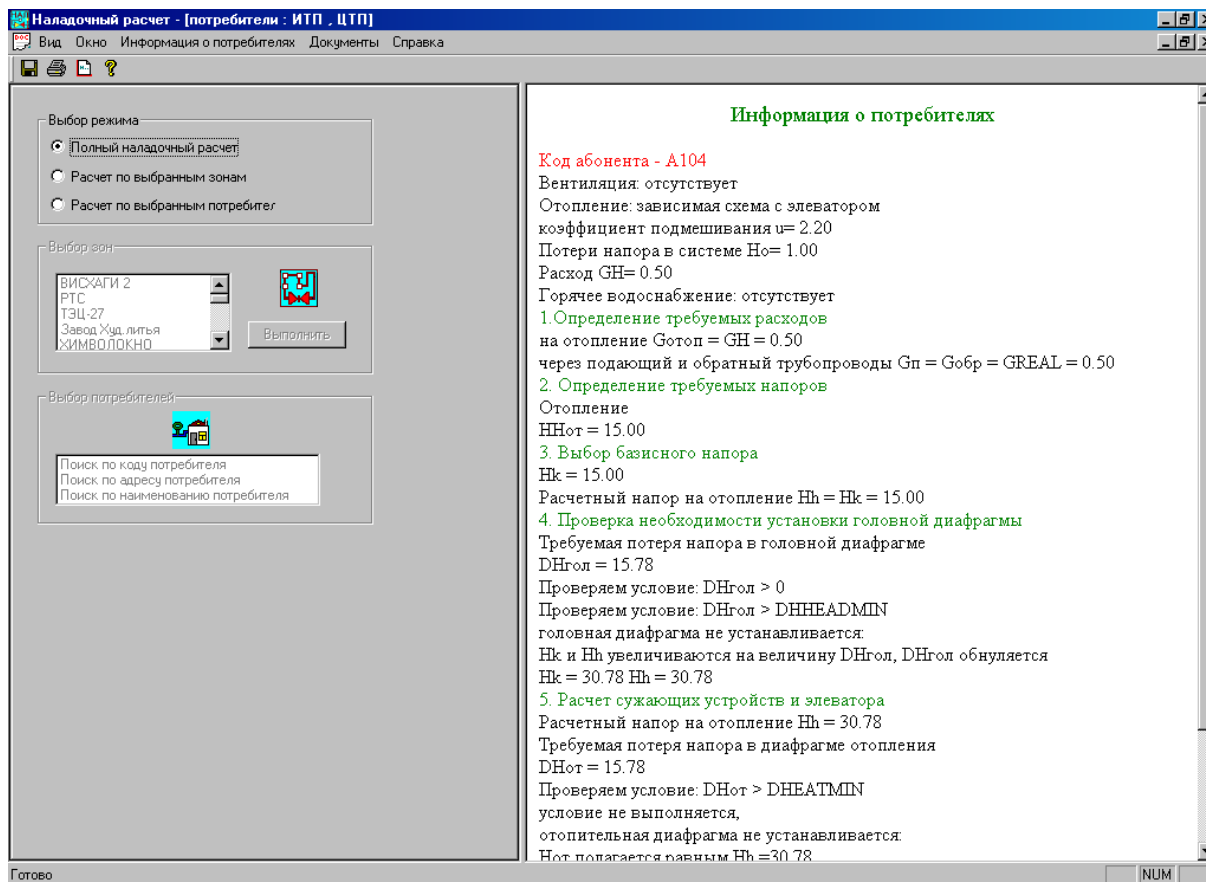 Наладочный расчет - [потребители : ИТП , ЦТП]
Вид Окно Информация о потребителях Документы Справка
Выбор режима
Полный наладочный расчет
Расчет по выбранным зонам
Расчет по выбранным потребител
Выбор зон
ВИСХАГИ 2
РТС
ТЭЦ-27
Завод Худ.литья
ХИМВОЛОКНО
Выполнить
Выбор потребителей
Поиск по коду потребителя
Поиск по адресу потребителя
Поиск по наименованию потребителя
Информация о потребителях
Код абонента - А104
Вентиляция: отсутствует
Отопление: зависимая схема с элеватором
коэффициент подмешивания u= 2.20
Потери напора в системе Но= 1.00
Расход GH= 0.50
Горячее водоснабжение: отсутствует
1.Определение требуемых расходов
на отопление Gотоп = GH = 0.50
через подающий и обратный трубопроводы Gп = Gобр = GREAL = 0.50
2. Определение требуемых напоров
Отопление
ННот = 15.00
3. Выбор базисного напора
Hk = 15.00
Расчетный напор на отопление Hh = Hk = 15.00
4. Проверка необходимости установки головной диафрагмы
Требуемая потеря напора в головной диафрагме
DHгол = 15.78
Проверяем условие: DHгол > 0
Проверяем условие: DHгол > DHHEADMIN
головная диафрагма не устанавливается:
Hk и Hh увеличиваются на величину DHгол, DHгол обнуляется
Hk = 30.78 Hh = 30.78
5. Расчет сужающих устройств и элеватора
Расчетный напор на отопление Hh = 30.78
Требуемая потеря напора в диафрагме отопления
DHот = 15.78
Проверяем условие: DHот > DHEATMIN
условие не выполняется,
отопительная диафрагма не устанавливается:
Нот полагается равным Hh =30.78
Готово
NUM